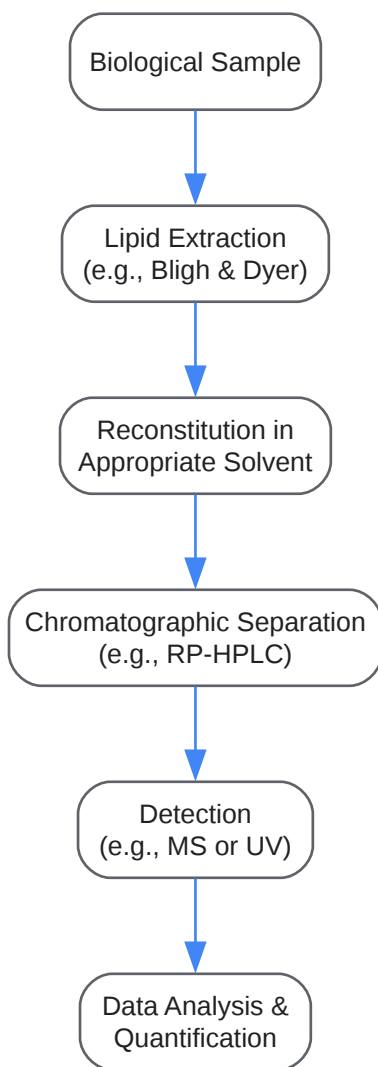 Biological Sample
Lipid Extraction
(e.g., Bligh & Dyer)
Reconstitution in
Appropriate Solvent
Chromatographic Separation
(e.g., RP-HPLC)
Detection
(e.g., MS or UV)
Data Analysis &
Quantification